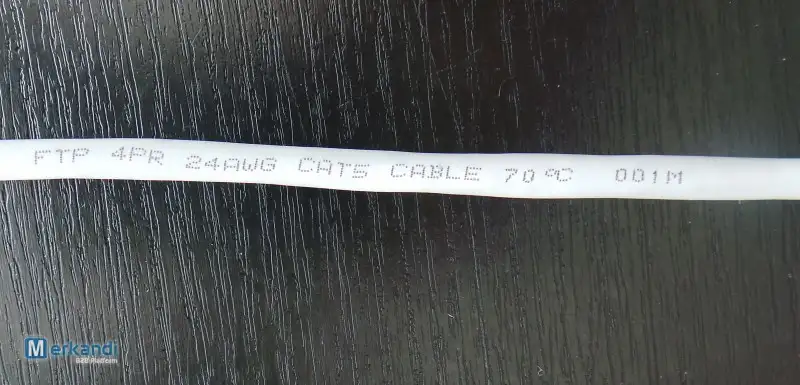 FTP 4PR 24AWG CAT5 CABLE 70°C 001M
Merkandi
B2B Platform